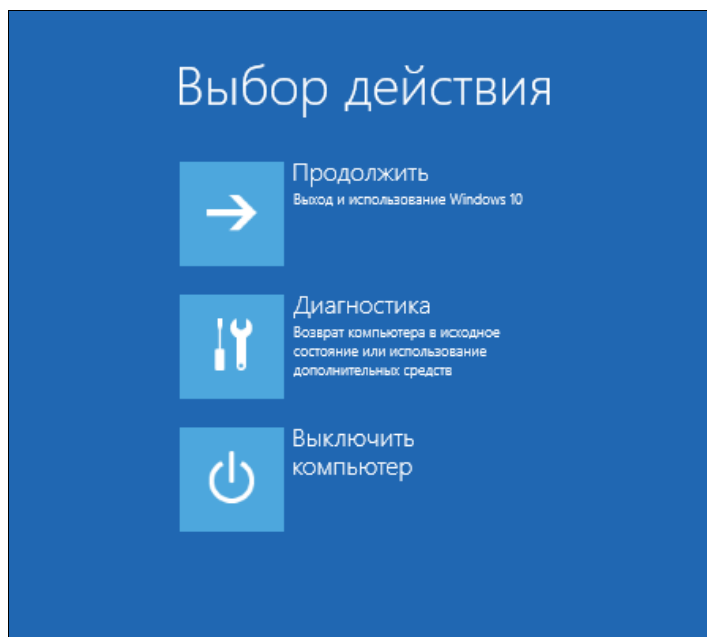 Выбор действия
Продолжить
Выход и использование Windows 10
Диагностика
Возврат компьютера в исходное
состояние или использование
дополнительных средств
Выключить
компьютер